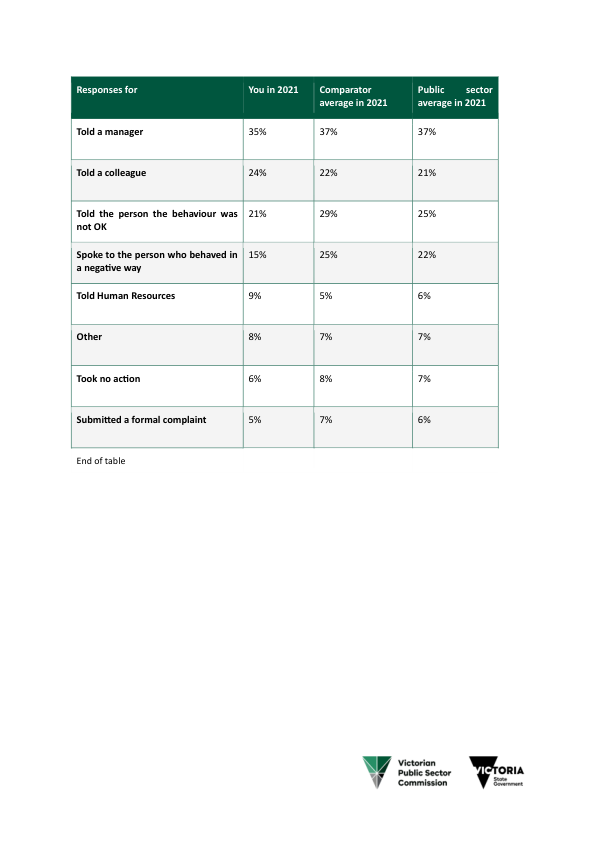 Responses for You in 2021 Comparator average in 2021 Public sector average in 2021
Told a manager 35% 37% 37%
Told a colleague 24% 22% 21%
Told the person the behaviour was not OK 21% 29% 25%
Spoke to the person who behaved in a negative way 15% 25% 22%
Told Human Resources 9% 5% 6%
Other 8% 7% 7%
Took no action 6% 8% 7%
Submitted a formal complaint 5% 7% 6%
End of table
Victorian
Public Sector
Commission
VICTORIA
State
Government